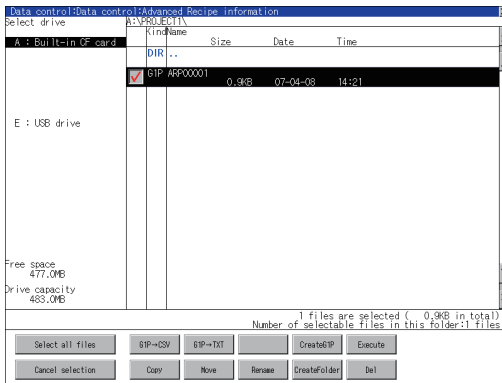 Data control:Data control:Advanced Recipe information
Select drive A:\PROJECT1\
Kind Name
Size Date Time
A : Built-in CF card
DIR ..
G1P ARP00001
0.9KB 07-04-08 14:21
E : USB drive
Free space
477.0MB
Drive capacity
483.0MB
1 files are selected ( 0.9KB in total)
Number of selectable files in this folder:1 files
Select all files G1P→CSV G1P→TXT CreateG1P Execute
Cancel selection Copy Move Rename CreateFolder Del